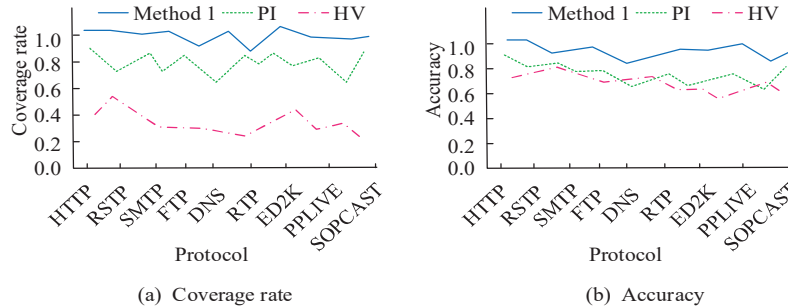 (a)
Method 1
PI
HV
Coverage rate
1.0
0.8
0.6
0.4
0.2
0.0
HTTP
RSTP
SMTP
FTP
DNS
RTP
ED2K
PPLIVE
SOPCAST
Protocol
(a) Coverage rate
(b)
Method 1
PI
HV
Accuracy
1.0
0.8
0.6
0.4
0.2
0.0
HTTP
RSTP
SMTP
FTP
DNS
RTP
ED2K
PPLIVE
SOPCAST
Protocol
(b) Accuracy